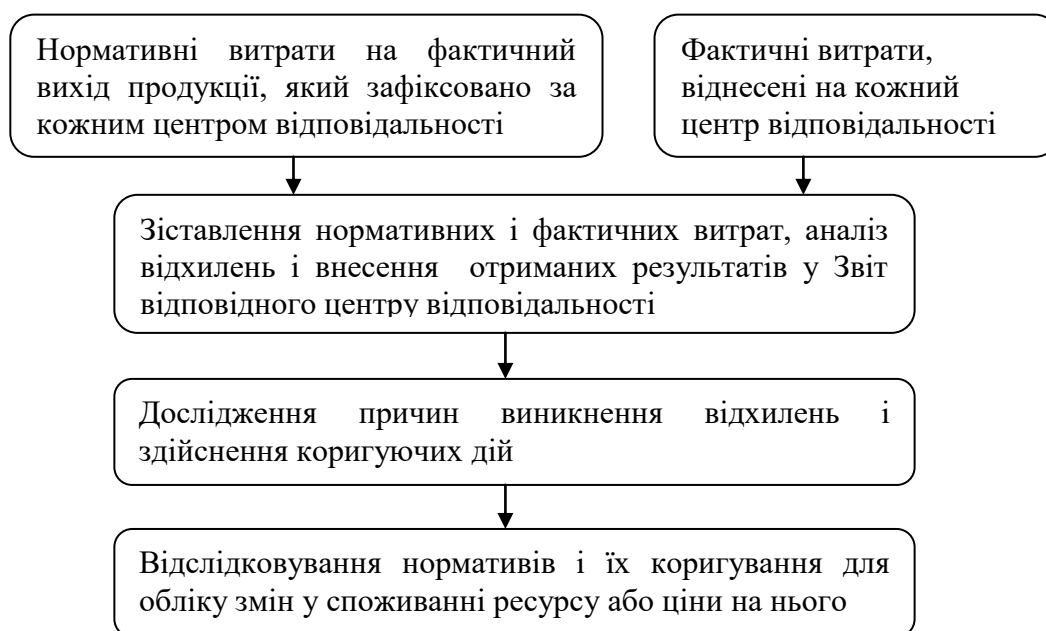 Нормативні витрати на фактичний
вихід продукції, який зафіксовано за
кожним центром відповідальності
Фактичні витрати,
віднесені на кожний
центр відповідальності
Зіставлення нормативних і фактичних витрат, аналіз
відхилень і внесення отриманих результатів у Звіт
відповідного центру відповідальності
Дослідження причин виникнення відхилень і
здійснення коригуючих дій
Відслідковування нормативів і їх коригування для
обліку змін у споживанні ресурсу або ціни на нього